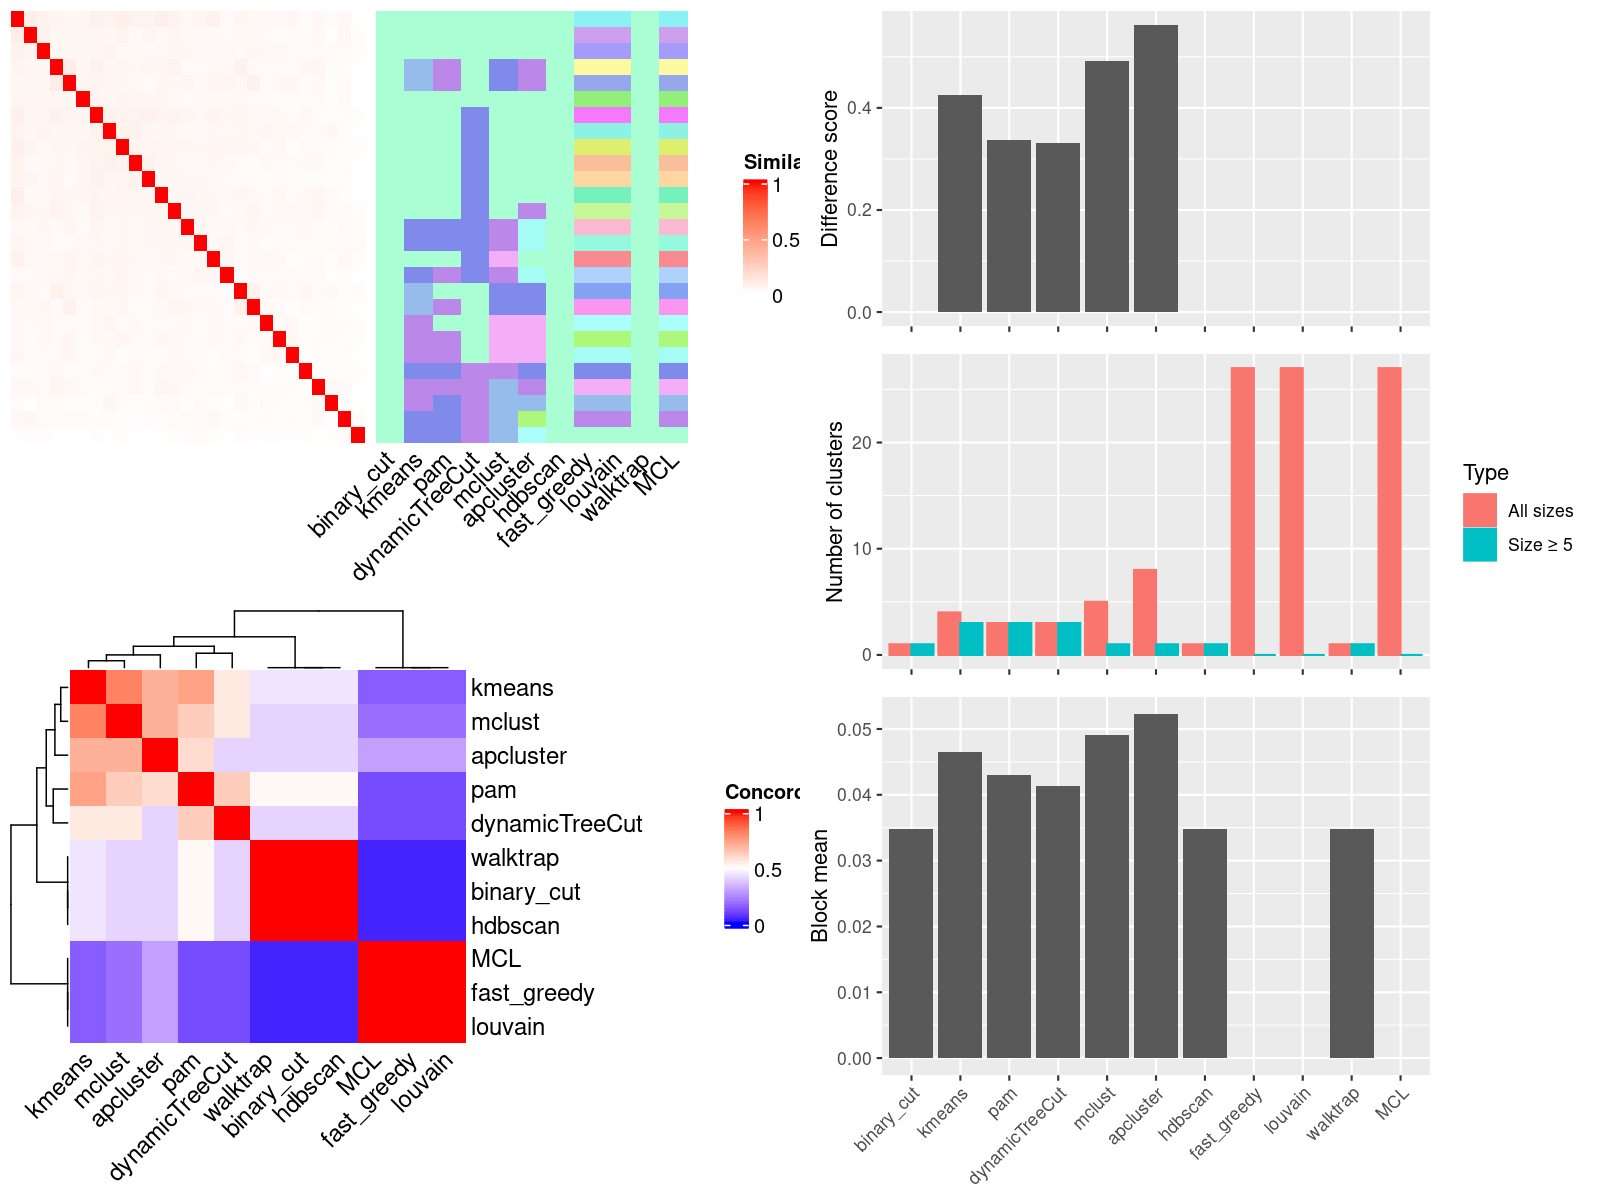 Simila
1
0.5
0
binary_cut
kmeans
pam
dynamicTreeCut
mclust
apcluster
hdbscan
fast_greedy
louvain
walktrap
MCL
Difference score
0.4
0.2
0.0
Number of clusters
20
10
0
Type
All sizes
Size ≥ 5
kmeans
mclust
apcluster
pam
dynamicTreeCut
walktrap
binary_cut
hdbscan
MCL
fast_greedy
louvain
kmeans
mclust
apcluster
pam
dynamicTreeCut
walktrap
binary_cut
hdbscan
MCL
fast_greedy
louvain
Concord
1
0.5
0
Block mean
0.05
0.04
0.03
0.02
0.01
0.00
binary_cut
kmeans
pam
dynamicTreeCut
mclust
apcluster
hdbscan
fast_greedy
louvain
walktrap
MCL